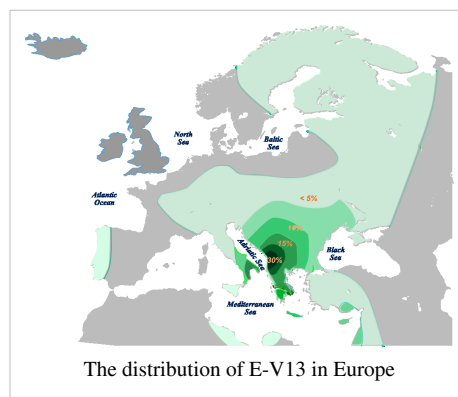 North
Sea
Baltic
Sea
Atlantic
Ocean
< 5%
10%
15%
Adriatic Sea
30%
Black
Sea
Mediterranean
Sea
The distribution of E-V13 in Europe